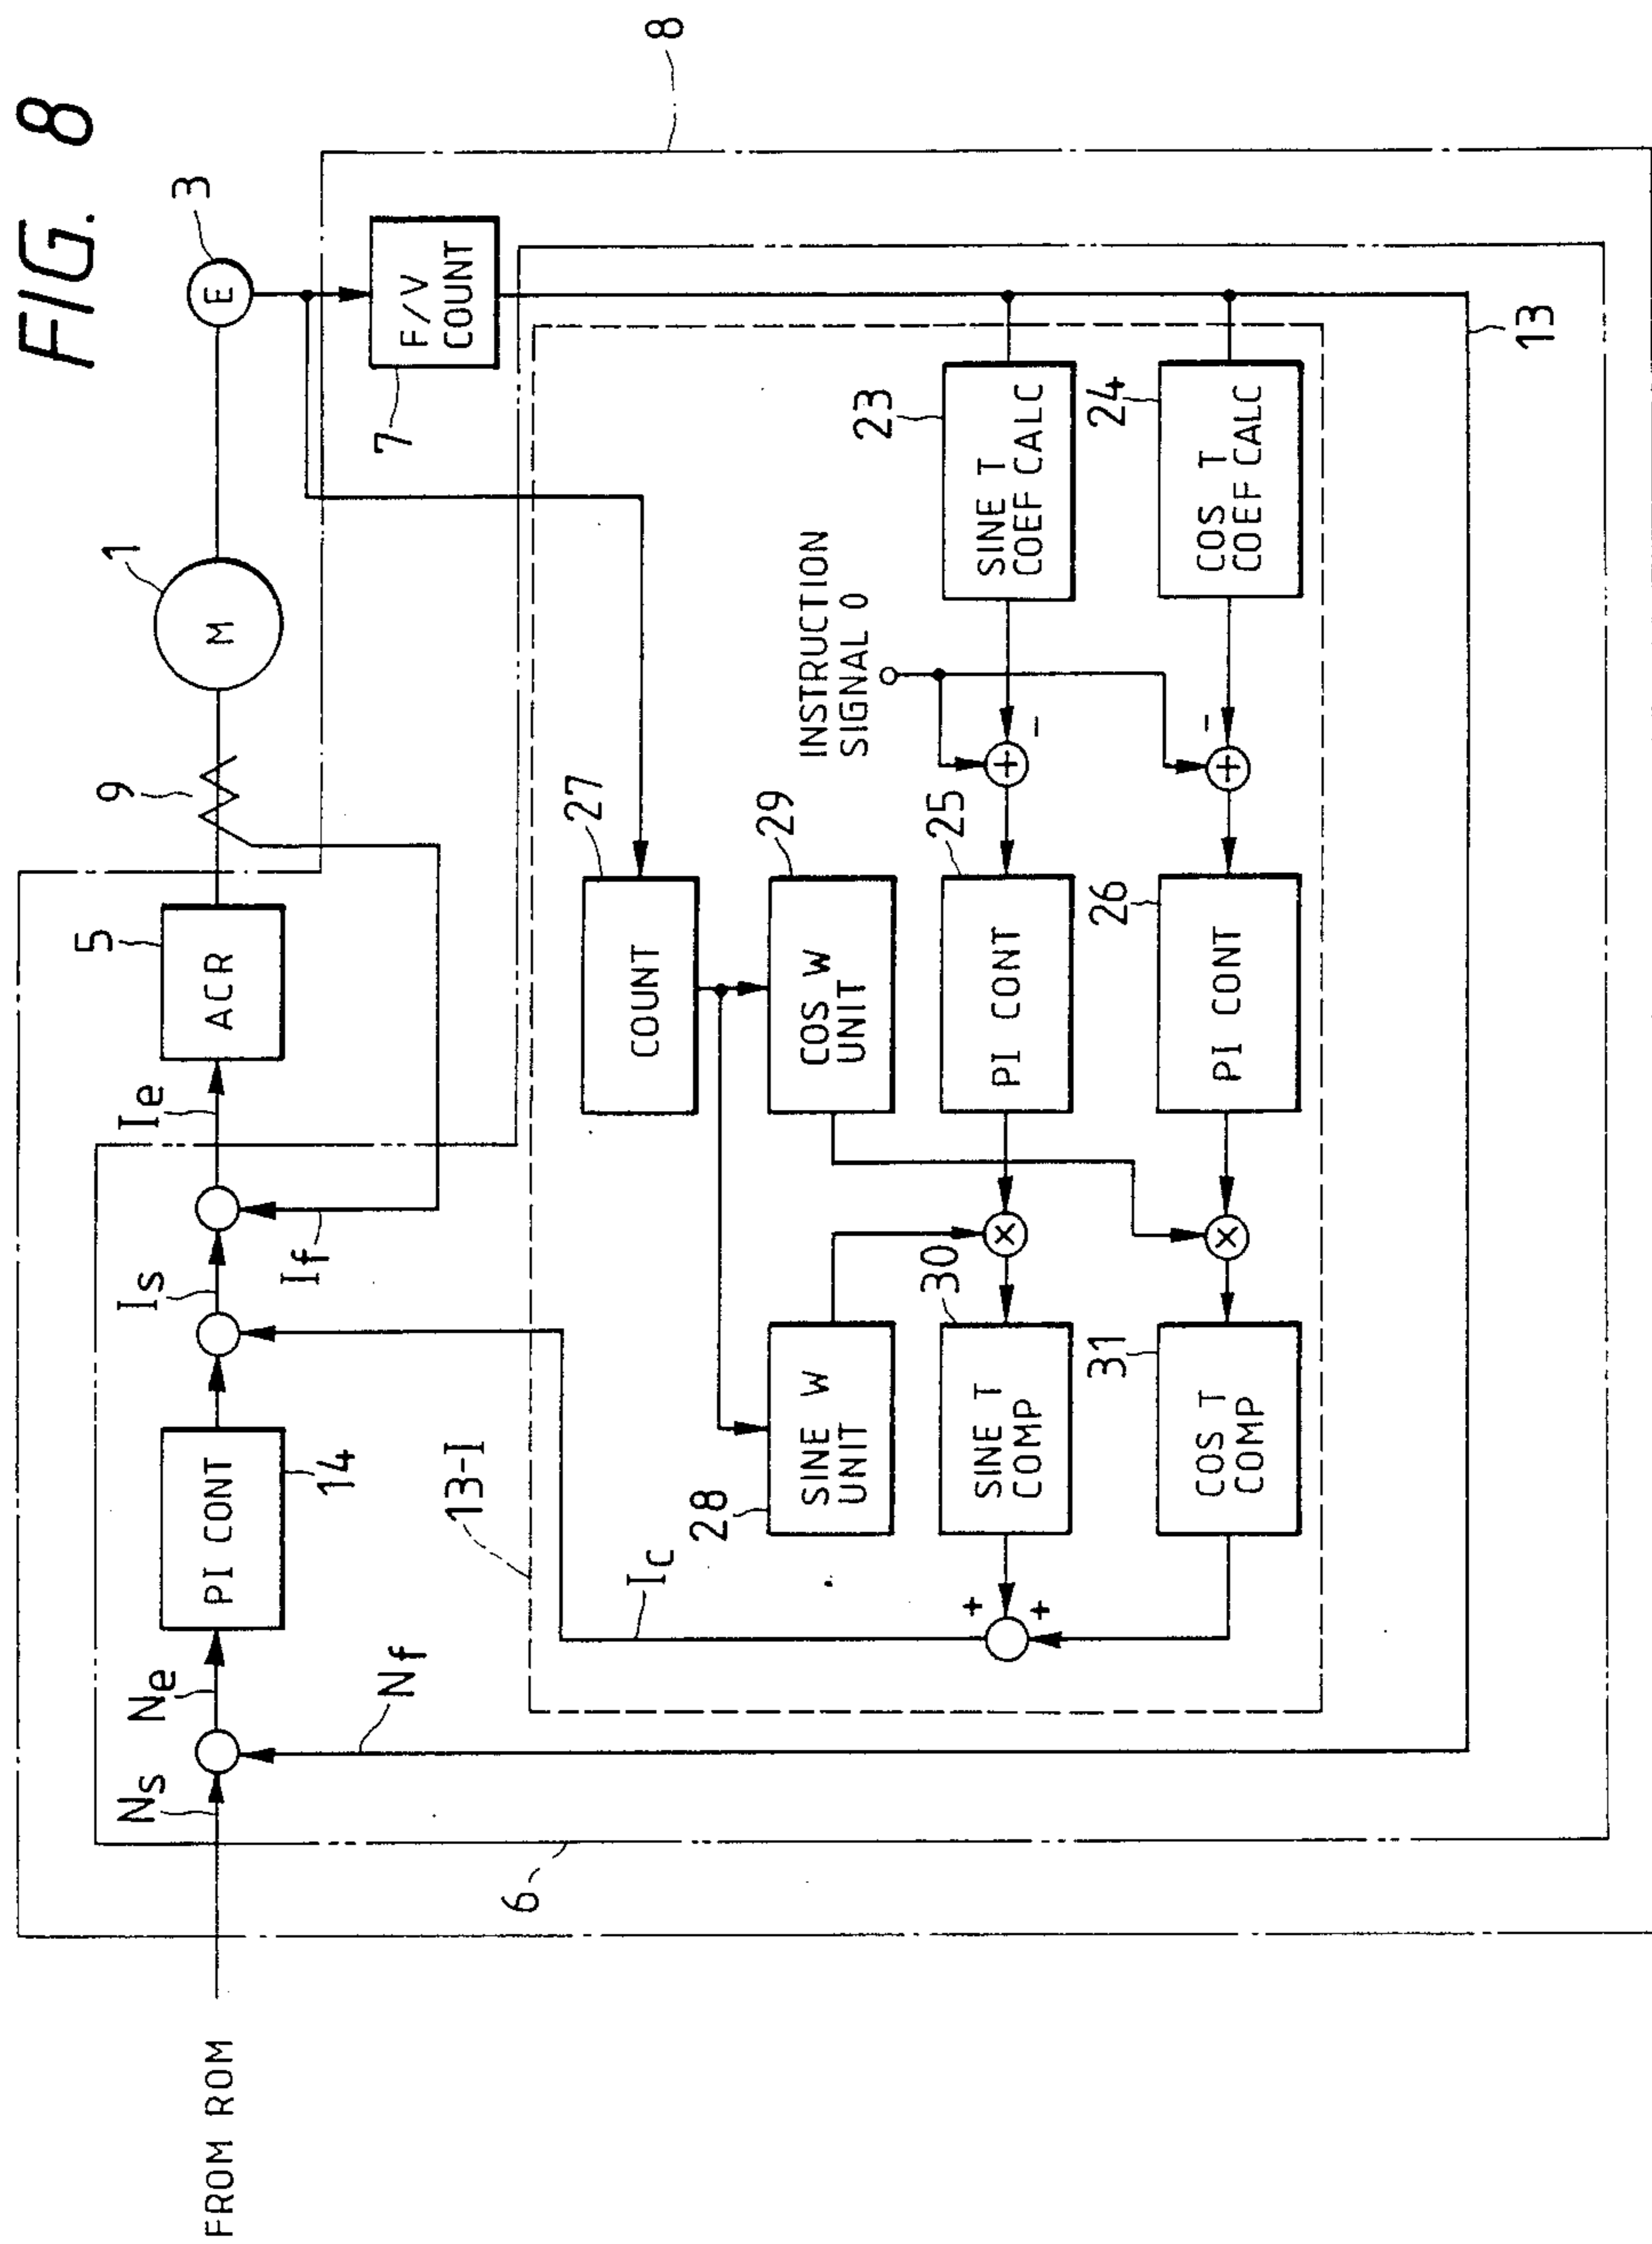 FIG. 8
8
3
E
F/V
COUNT
7
1
M
9
5
ACR
Ie
If
Is
PI CONT
14
Ne
Nf
Ns
FROM ROM
6
13-I
Ic
27
COUNT
29
COS W
UNIT
28
SINE W
UNIT
INSTRUCTION
SIGNAL 0
23
SINE T
COEF CALC
24
COS T
COEF CALC
+
-
+
-
25
PI CONT
26
PI CONT
×
×
30
SINE T
COMP
31
COS T
COMP
+
+
13